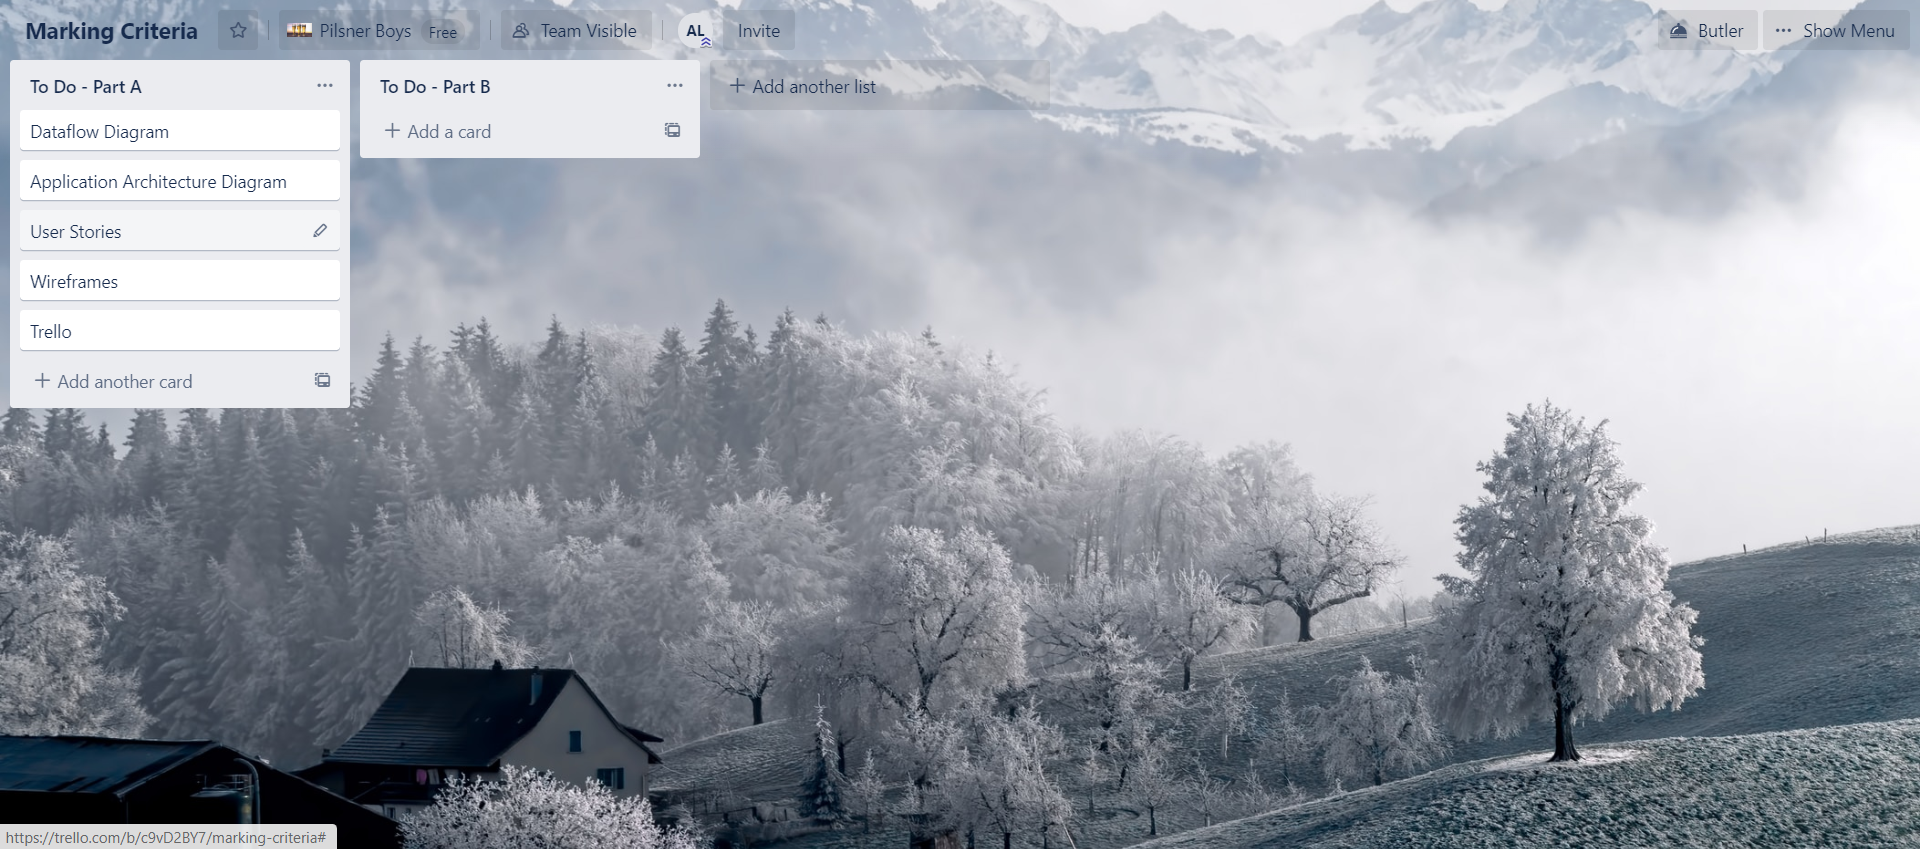 Marking Criteria
Pilsner Boys Free
Team Visible
AL
Invite
Butler
Show Menu
To Do - Part A
Dataflow Diagram
Application Architecture Diagram
User Stories
Wireframes
Trello
Add another card
To Do - Part B
Add a card
Add another list
https://trello.com/b/c9vD2BY7/marking-criteria#